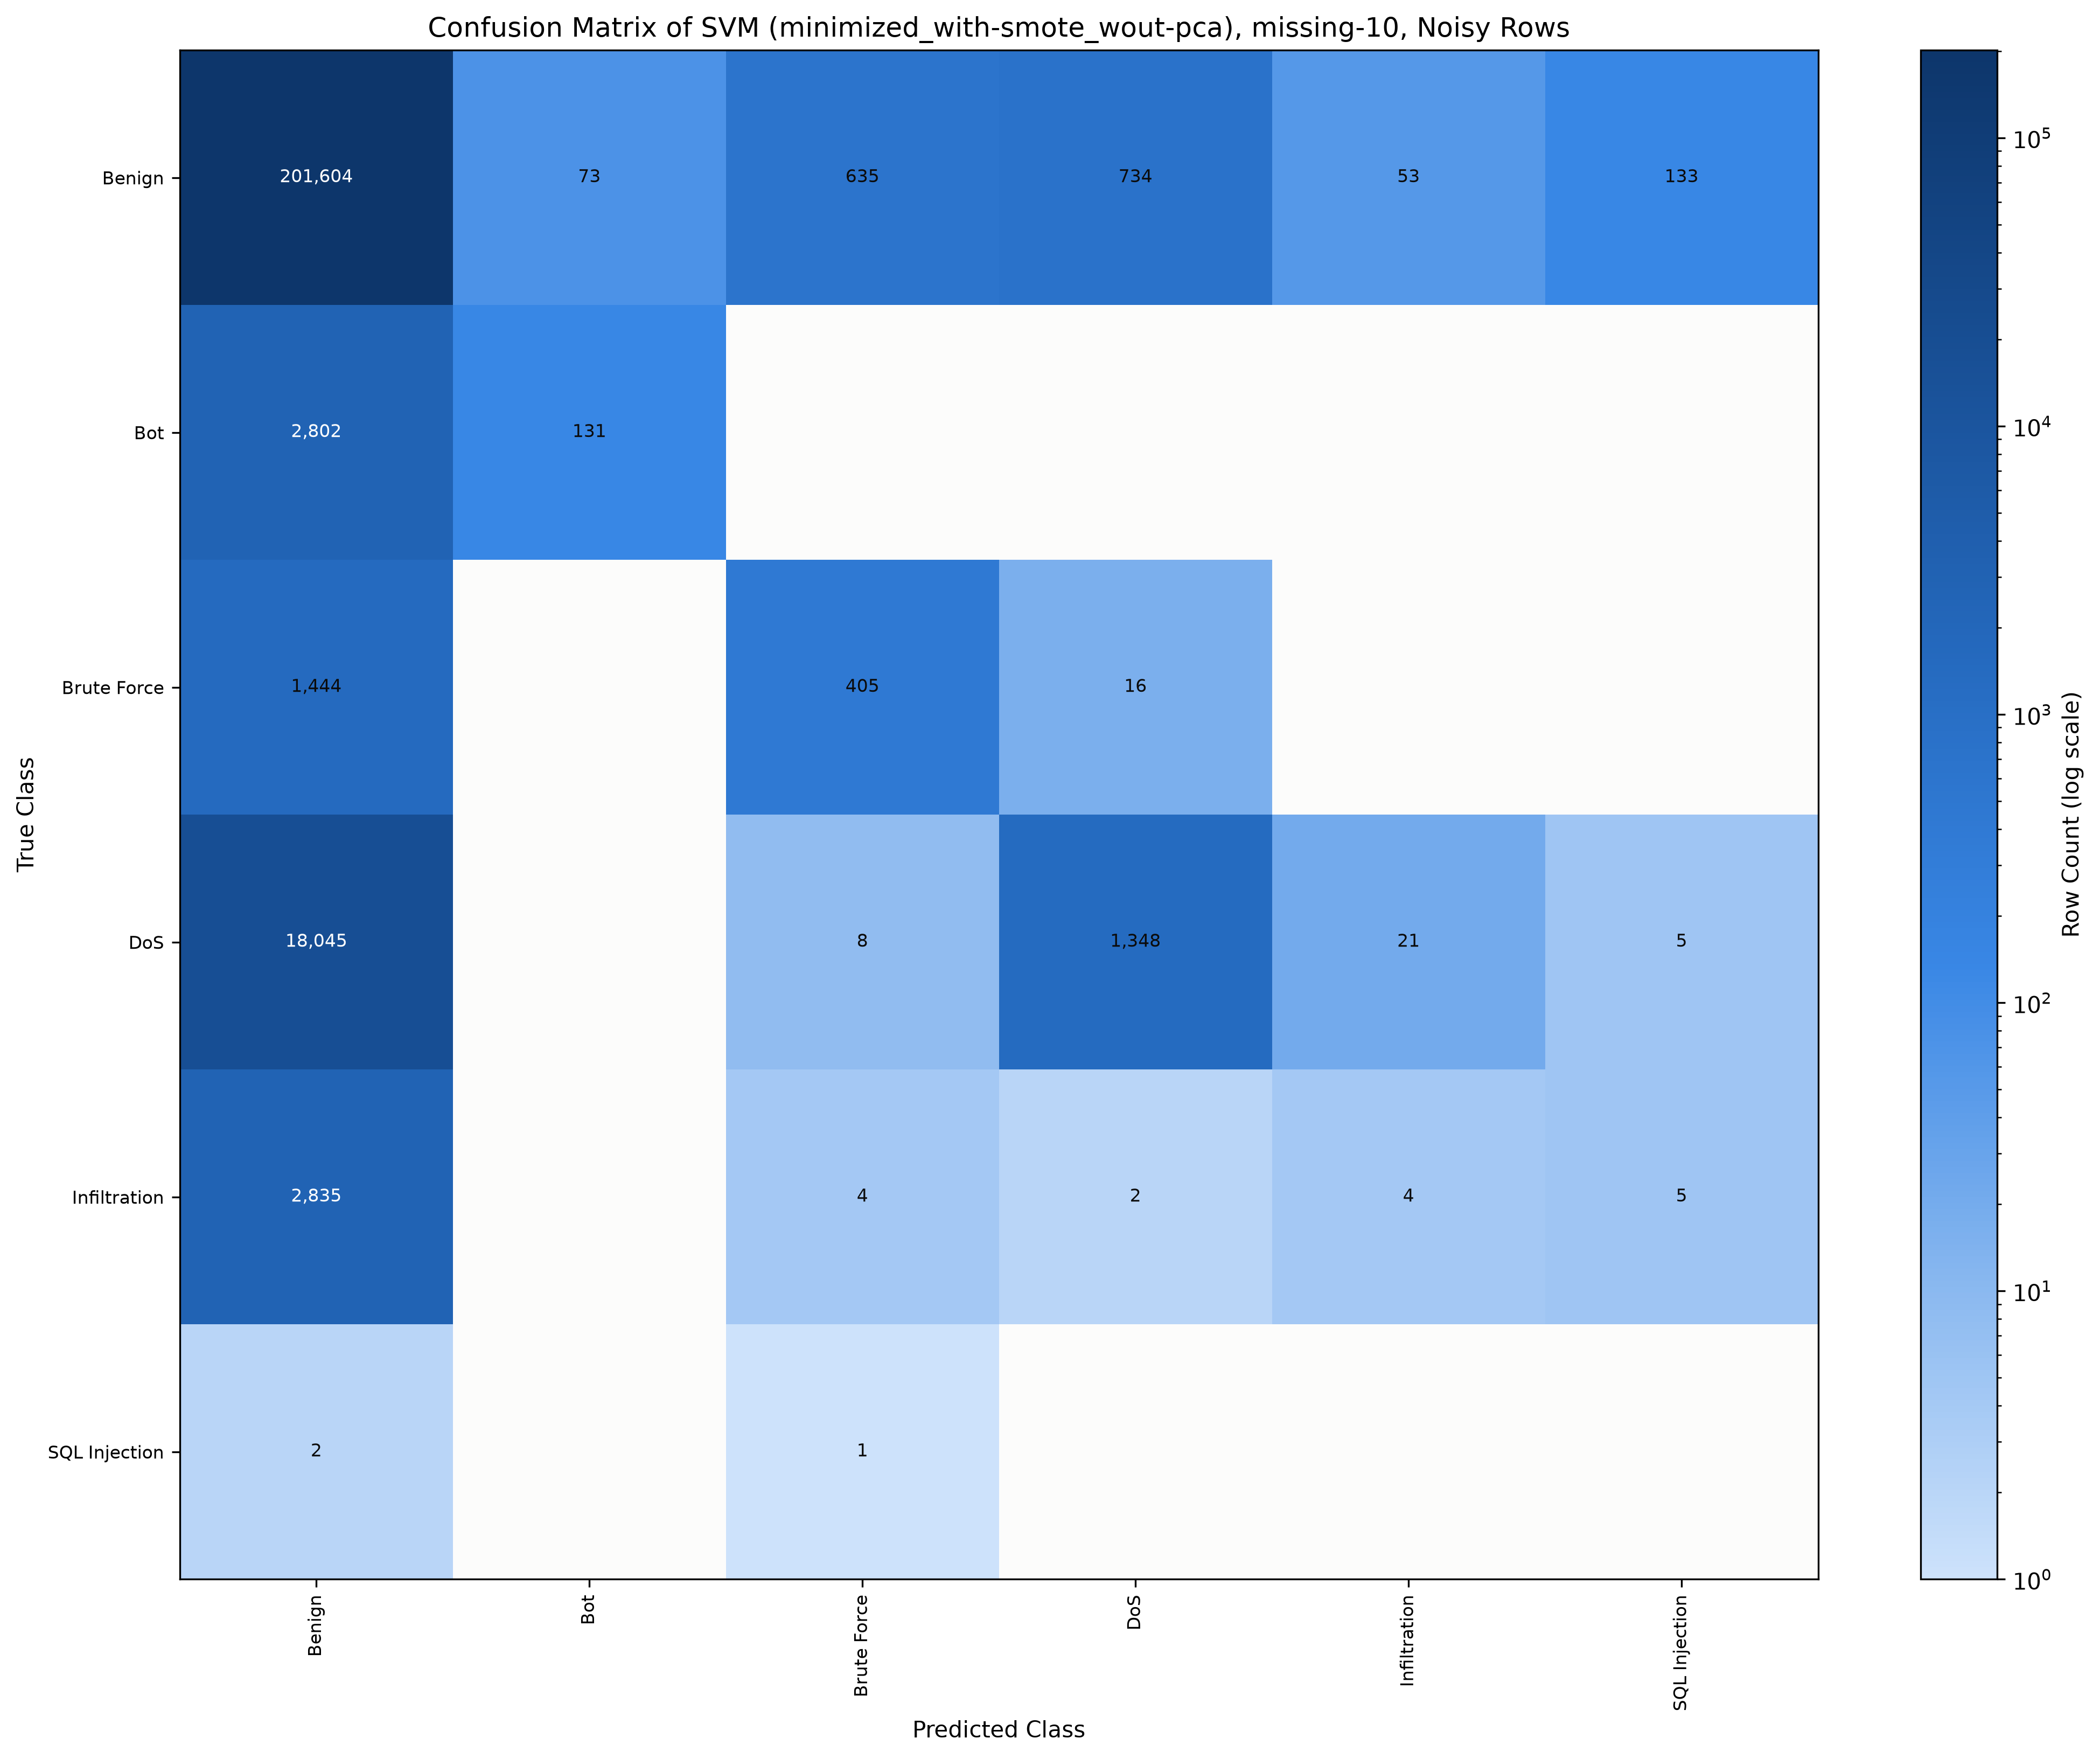 Confusion Matrix of SVM (minimized_with-smote_wout-pca), missing-10, Noisy Rows
True Class
Benign 201,604 73 635 734 53 133
Bot 2,802 131
Brute Force 1,444 405 16
DoS 18,045 8 1,348 21 5
Infiltration 2,835 4 2 4 5
SQL Injection 2 1
Benign
Bot
Brute Force
DoS
Infiltration
SQL Injection
Predicted Class
10⁵
10⁴
10³
10²
10¹
10⁰
Row Count (log scale)